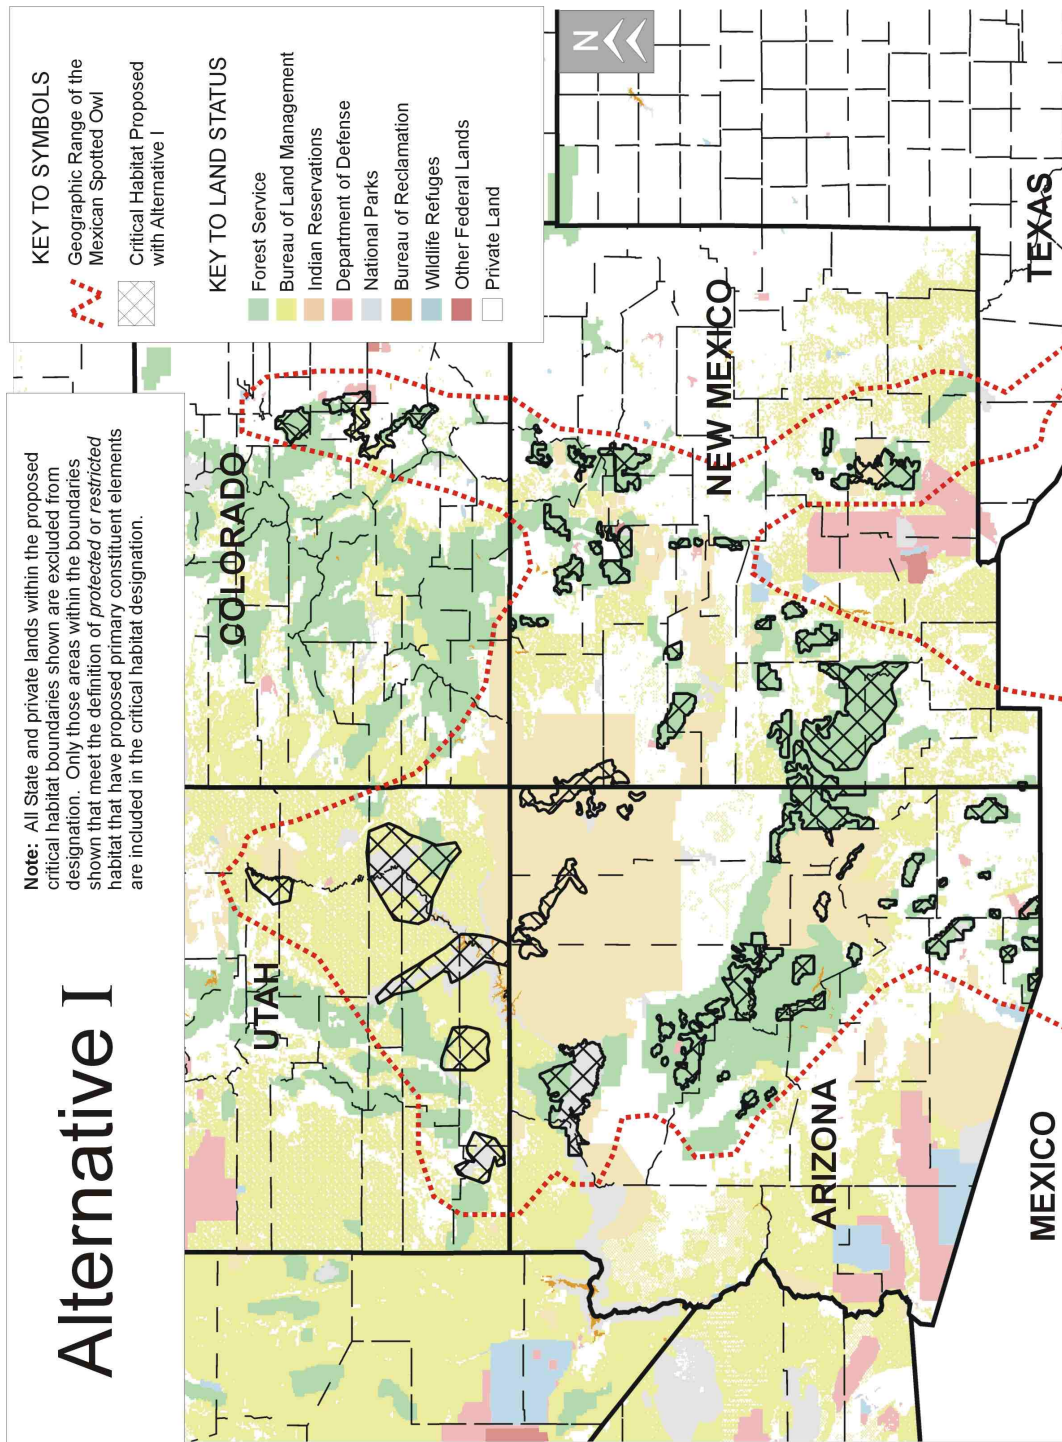 Alternative I
Note: All State and private lands within the proposed
critical habitat boundaries shown are excluded from
designation. Only those areas within the boundaries
shown that meet the definition of protected or restricted
habitat that have proposed primary constituent elements
are included in the critical habitat designation.
KEY TO SYMBOLS
Geographic Range of the
Mexican Spotted Owl
Critical Habitat Proposed
with Alternative I
KEY TO LAND STATUS
Forest Service
Bureau of Land Management
Indian Reservations
Department of Defense
National Parks
Bureau of Reclamation
Wildlife Refuges
Other Federal Lands
Private Land
N
UTAH
COLORADO
ARIZONA
NEW MEXICO
MEXICO
TEXAS